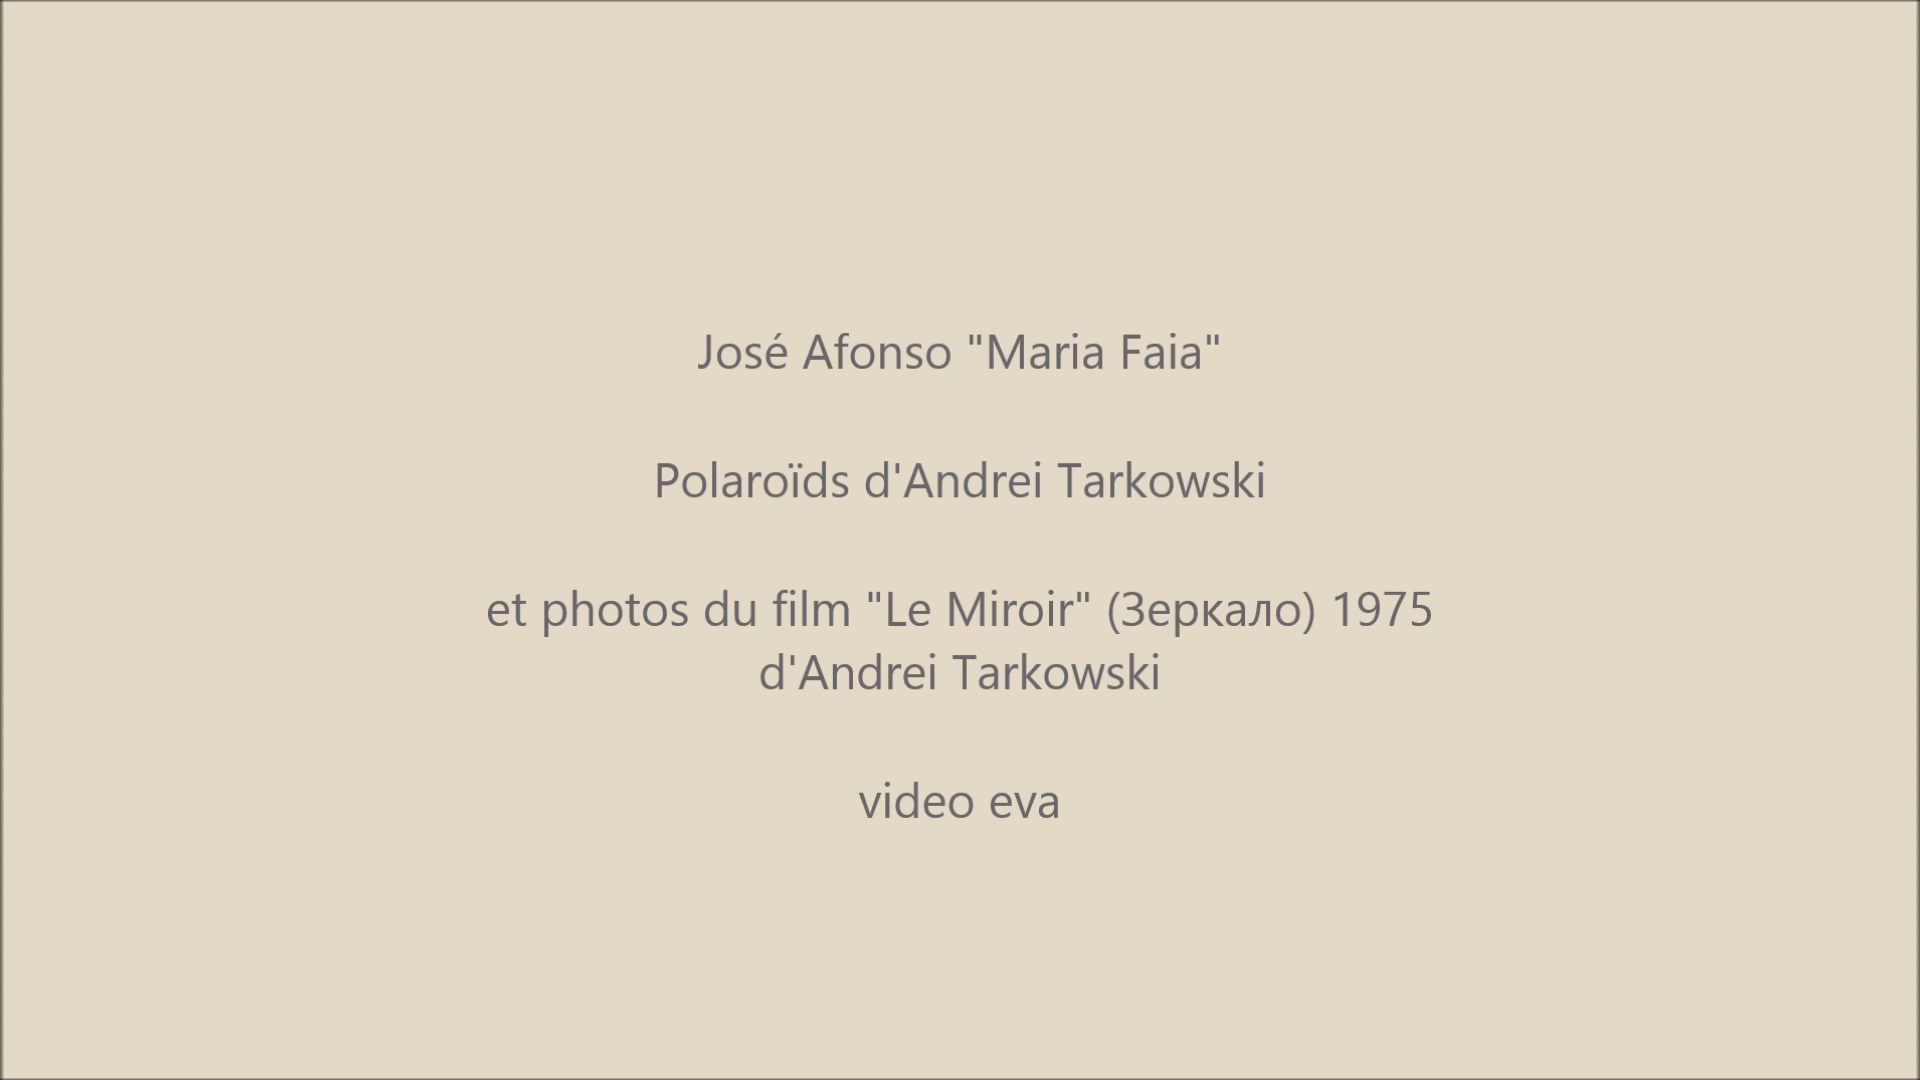 José Afonso "Maria Faia"
Polaroïds d'Andrei Tarkowski
et photos du film "Le Miroir" (Зеркало) 1975
d'Andrei Tarkowski
video eva